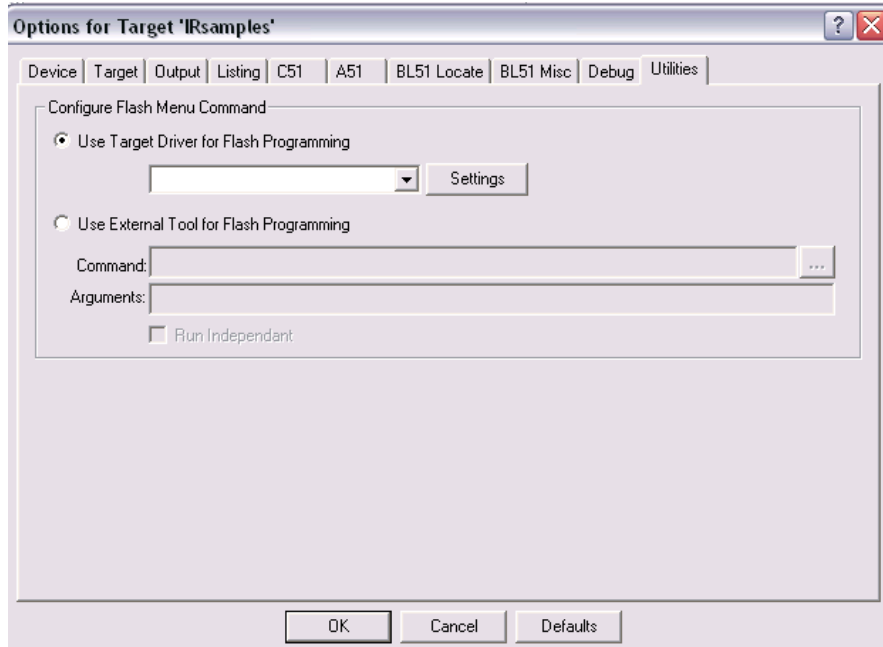 Options for Target 'IRsamples'
?
Device Target Output Listing C51 A51 BL51 Locate BL51 Misc Debug Utilities
Configure Flash Menu Command
Use Target Driver for Flash Programming
Settings
Use External Tool for Flash Programming
Command:
...
Arguments:
Run Independant
OK Cancel Defaults